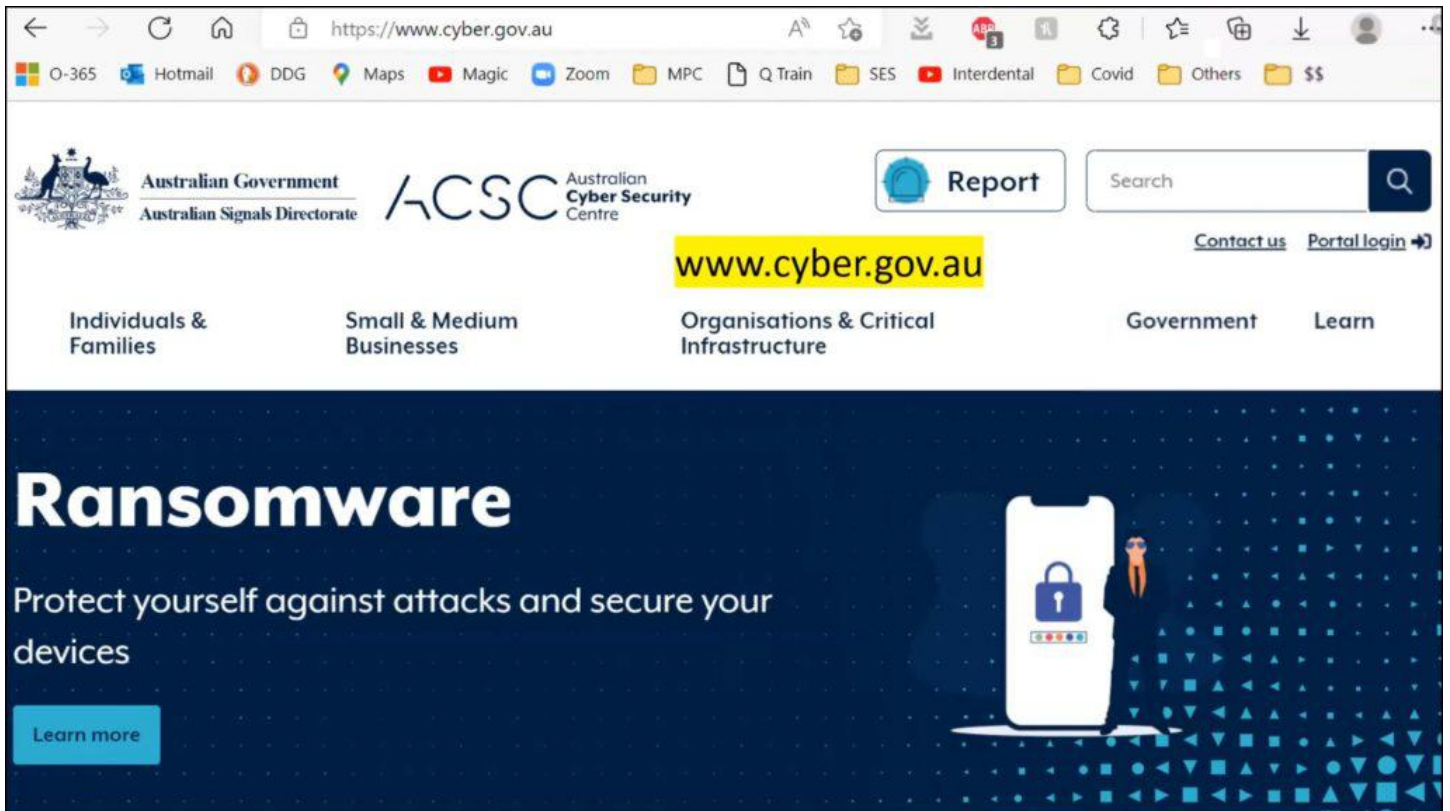 https://www.cyber.gov.au
ABP 3
O-365 Hotmail DDG Maps Magic Zoom MPC Q Train SES Interdental Covid Others $$
Australian Government
Australian Signals Directorate
ACSC
Australian
Cyber Security
Centre
Report
Search
Contact us Portal login
www.cyber.gov.au
Individuals &
Families
Small & Medium
Businesses
Organisations & Critical
Infrastructure
Government
Learn
Ransomware
Protect yourself against attacks and secure your
devices
Learn more